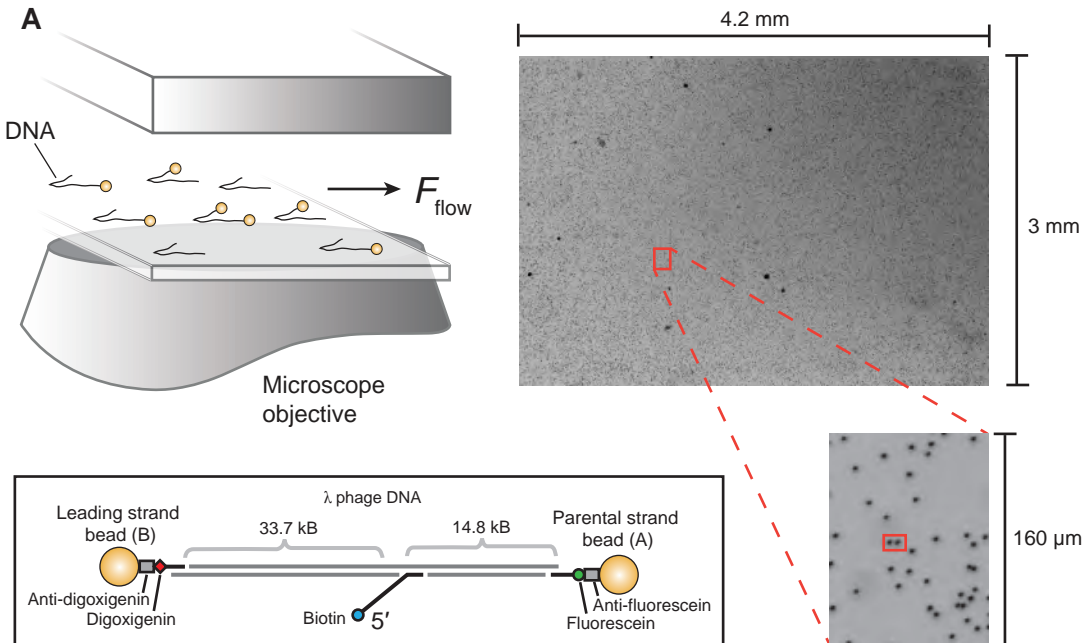 A
4.2 mm
DNA
F flow
3 mm
Microscope
objective
λ phage DNA
Leading strand
bead (B)
33.7 kB
14.8 kB
Parental strand
bead (A)
160 μm
Anti-digoxigenin
Digoxigenin
Biotin
5′
Anti-fluorescein
Fluorescein